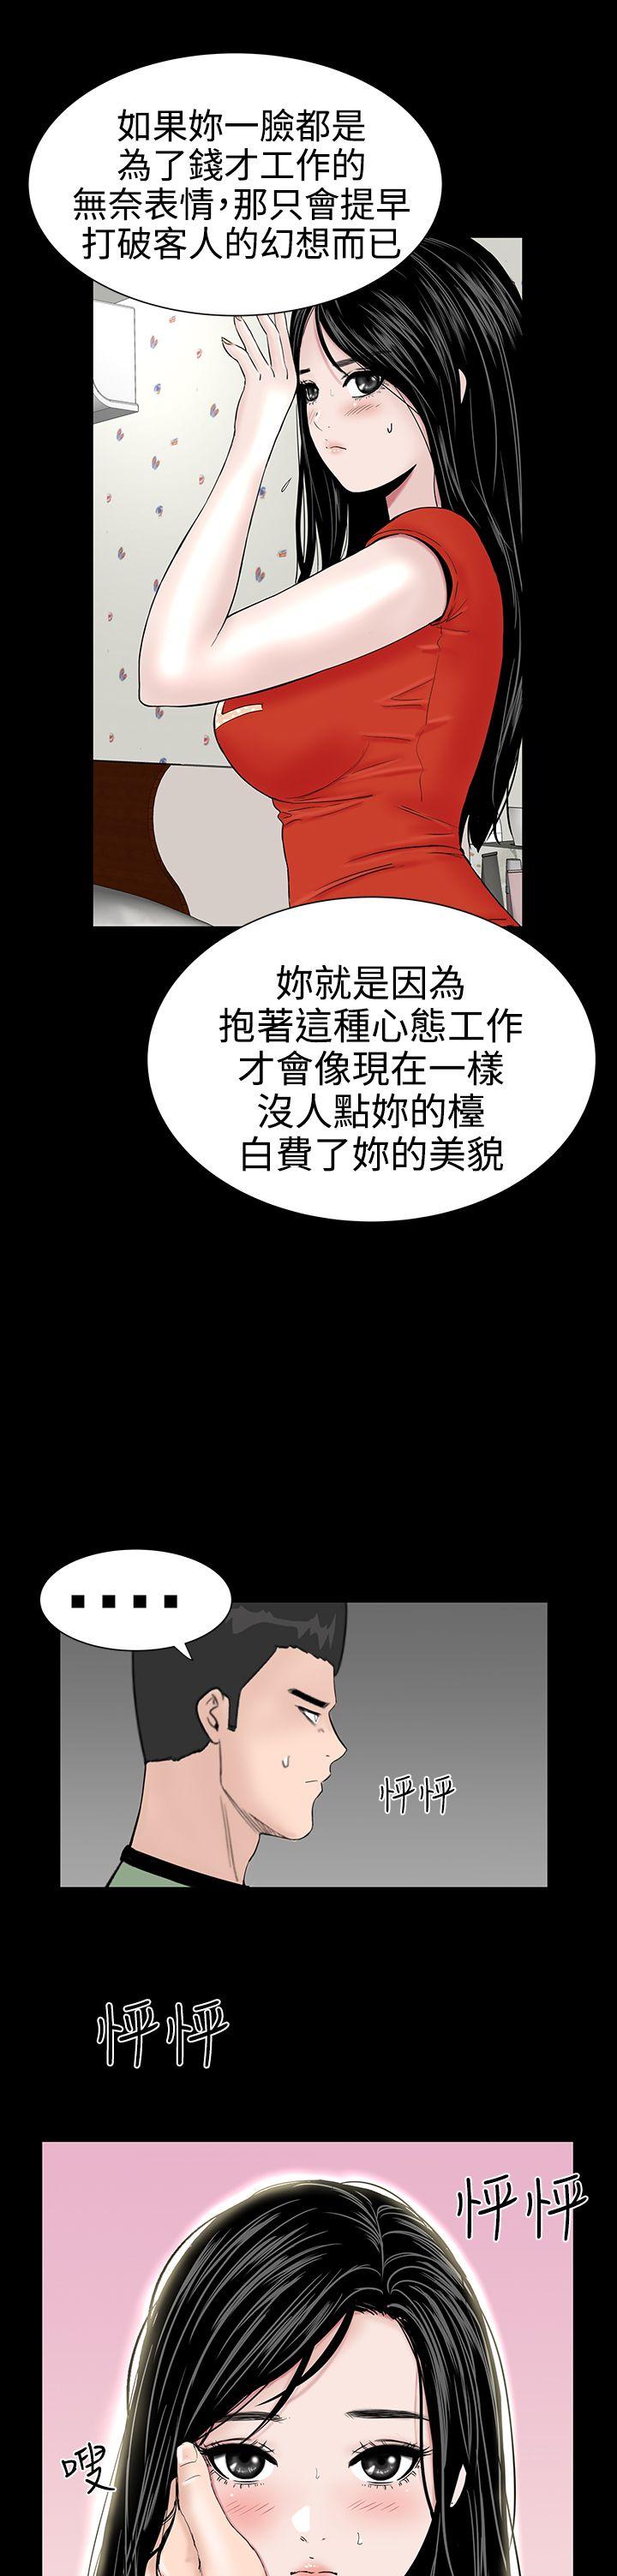 如果妳一臉都是
為了錢才工作的
無奈表情，那只會提早
打破客人的幻想而已
妳就是因為
抱著這種心態工作
才會像現在一樣
沒人點妳的檯
白費了妳的美貌
....
怦怦
怦怦
怦怦
嗖